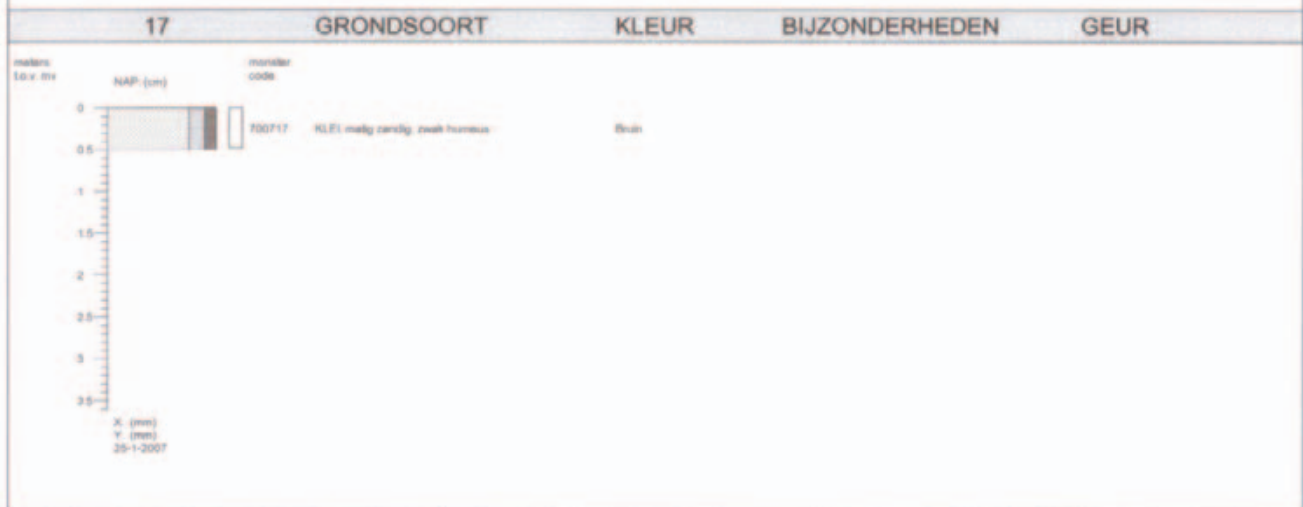 17 GRONDSOORT KLEUR BIJZONDERHEDEN GEUR
meters monster
t.o.v. mv NAP: (cm) code
0
700717 KLEI, matig zandig, zwak humeus Bruin
0.5
1
1.5
2
2.5
3
3.5
X: (mm)
Y: (mm)
25-1-2007